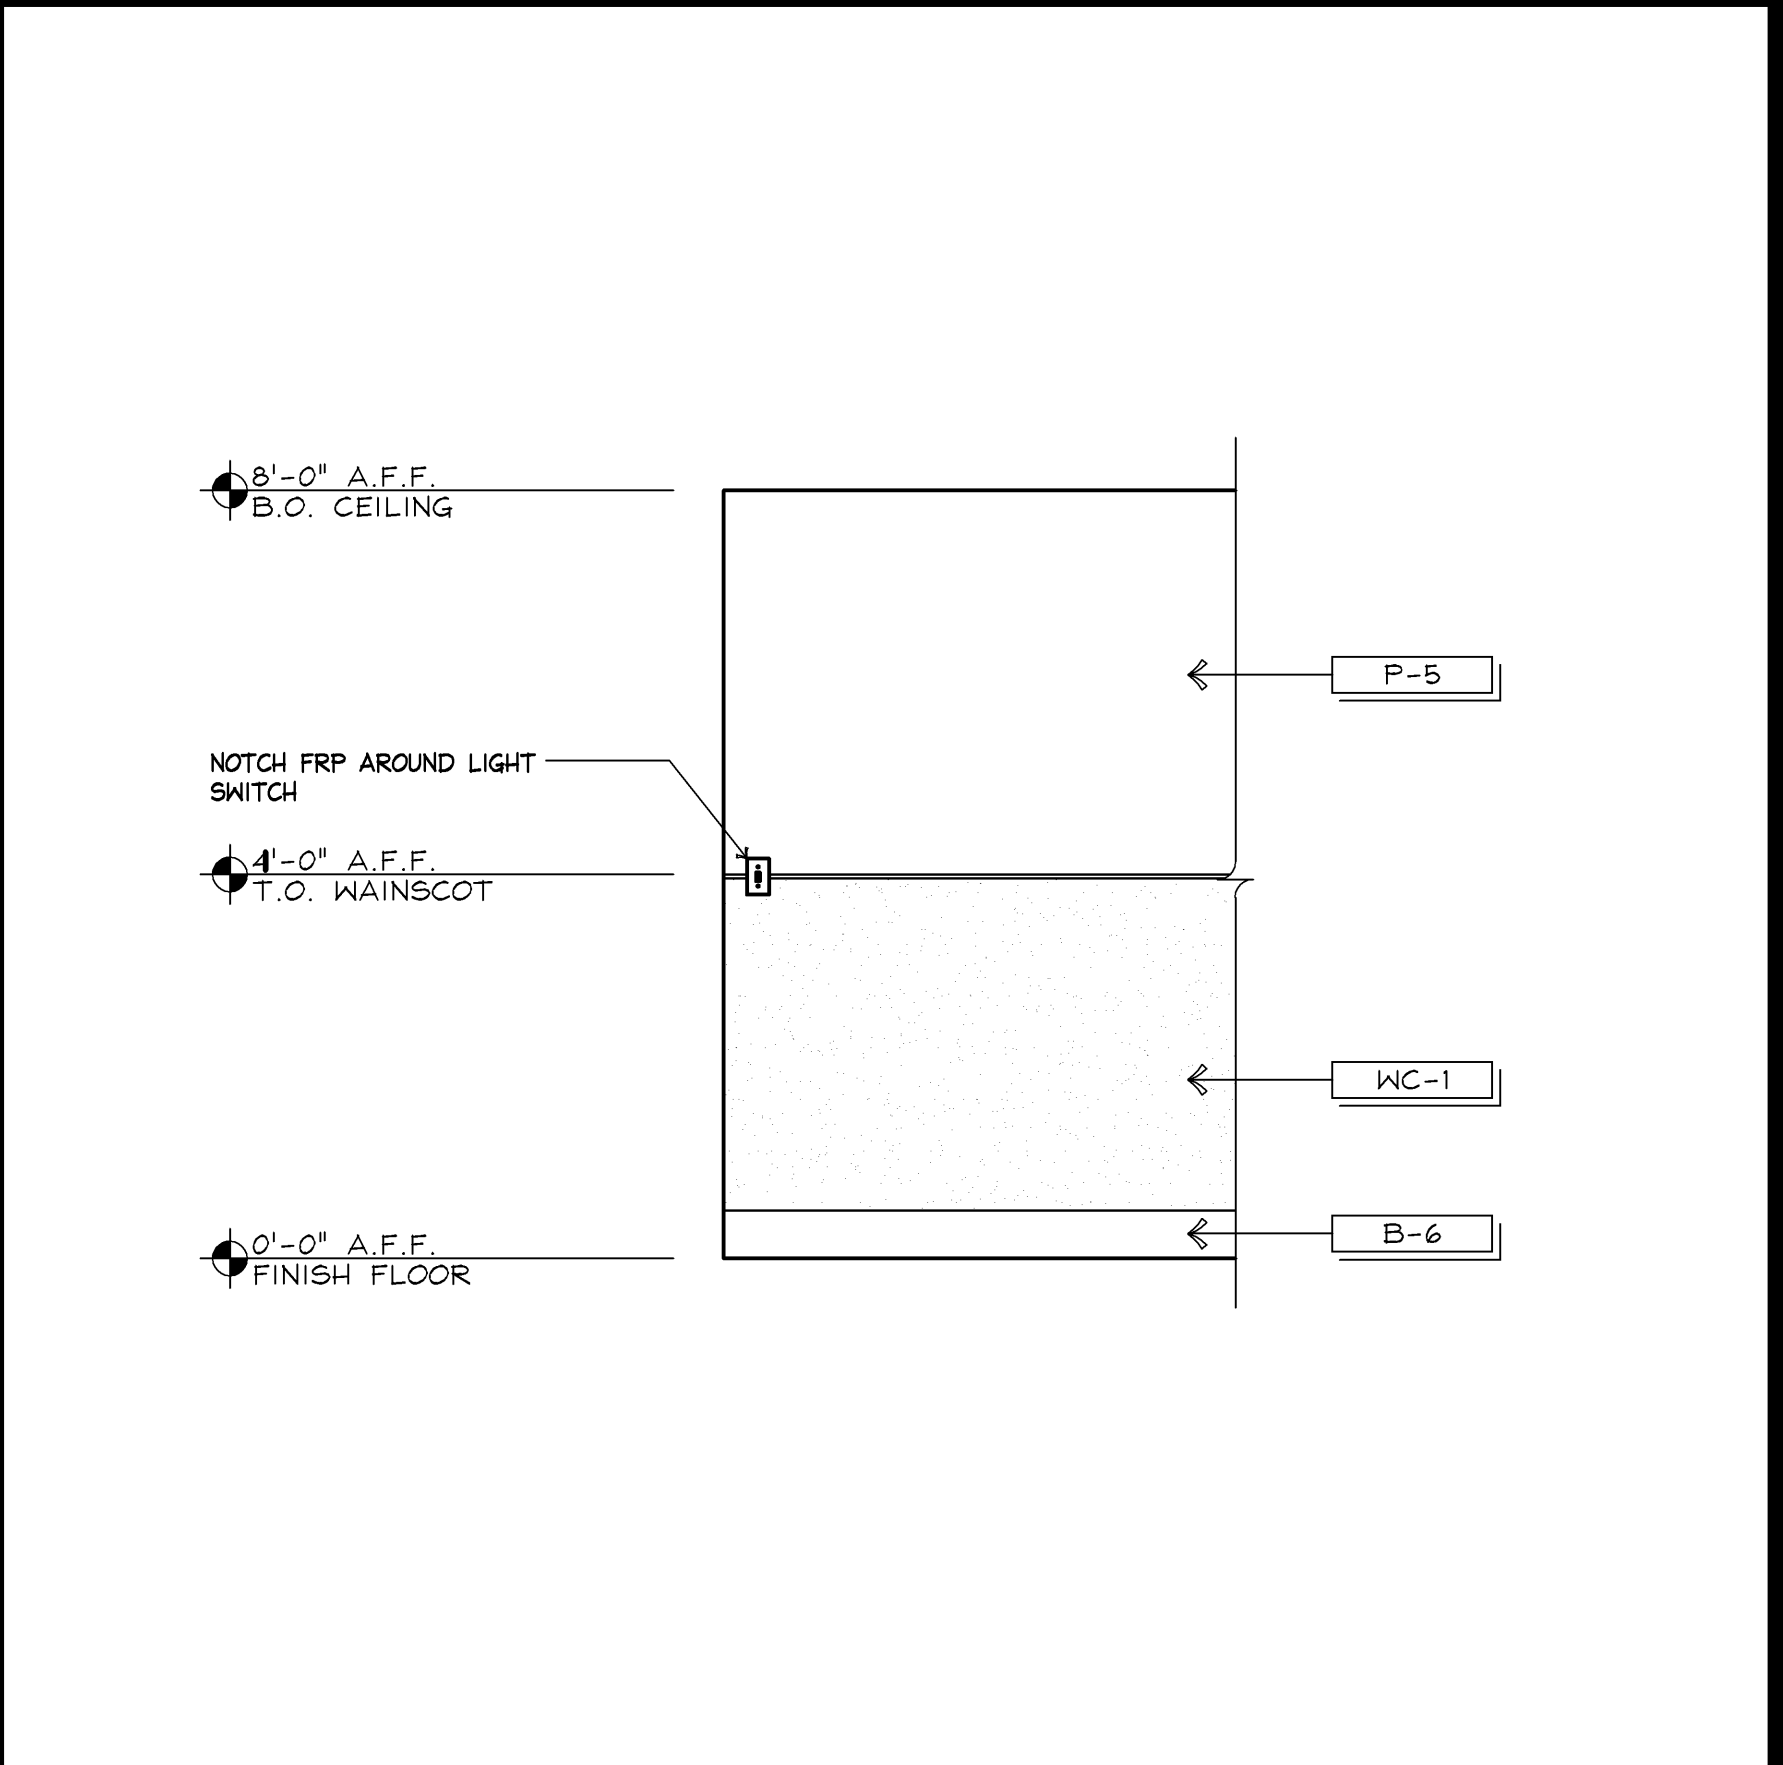 8'-0" A.F.F.
B.O. CEILING
P-5
NOTCH FRP AROUND LIGHT
SWITCH
4'-0" A.F.F.
T.O. WAINSCOT
WC-1
B-6
0'-0" A.F.F.
FINISH FLOOR